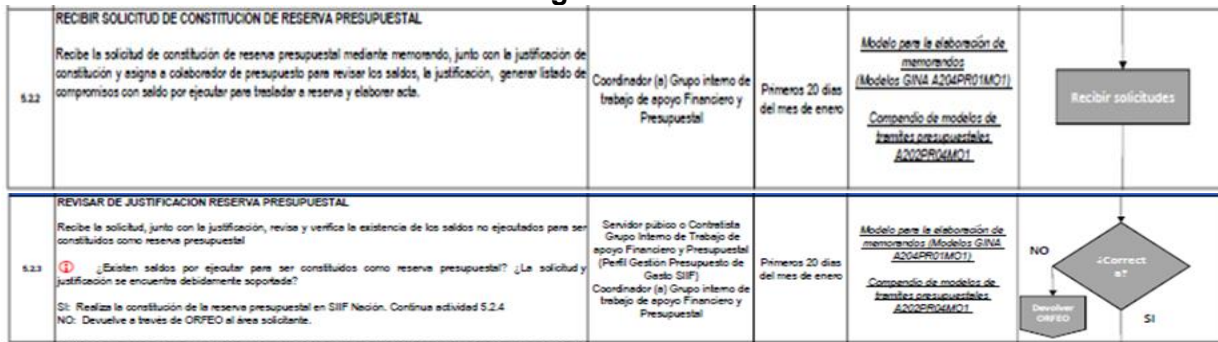 RECIBIR SOLICITUD DE CONSTITUCION DE RESERVA PRESUPUESTAL
Recibe la solicitud de constitución de reserva presupuestal mediante memorando, junto con la justificación de
constitución y asigna a colaborador de presupuesto para revisar los saldos, la justificación, generar listado de
compromisos con saldo por ejecutar para trasladar a reserva y elaborar acta.
5.2.2
Coordinador (a) Grupo interno de
trabajo de apoyo Financiero y
Presupuestal
Primeros 20 dias
del mes de enero
Modelo para la elaboración de
memorandos
(Modelos GINA A204PR01MO1)
Compendio de modelos de
tramites presupuestales
A202PR04MO1
Recibir solicitudes
REVISAR DE JUSTIFICACION RESERVA PRESUPUESTAL
Recibe la solicitud, junto con la justificación, revisa y verifica la existencia de los saldos no ejecutados para ser
constituidos como reserva presupuestal
¿Existen saldos por ejecutar para ser constituidos como reserva presupuestal? ¿La solicitud y
justificación se encuentra debidamente soportada?
SI: Realiza la constitución de la reserva presupuestal en SIIF Nación. Continua actividad 5.2.4
NO: Devuelve a través de ORFEO al área solicitante.
5.2.3
Servidor púbico o Contratista
Grupo Interno de Trabajo de
apoyo Financiero y Presupuestal
(Perfil Gestión Presupuesto de
Gasto SIIF)
Coordinador (a) Grupo interno de
trabajo de apoyo Financiero y
Presupuestal
Primeros 20 dias
del mes de enero
Modelo para la elaboración de
memorandos (Modelos GINA
A204PR01MO1)
Compendio de modelos de
tramites presupuestales
A202PR04MO1
NO
¿Correct
a?
Devolver
ORFEO
SI